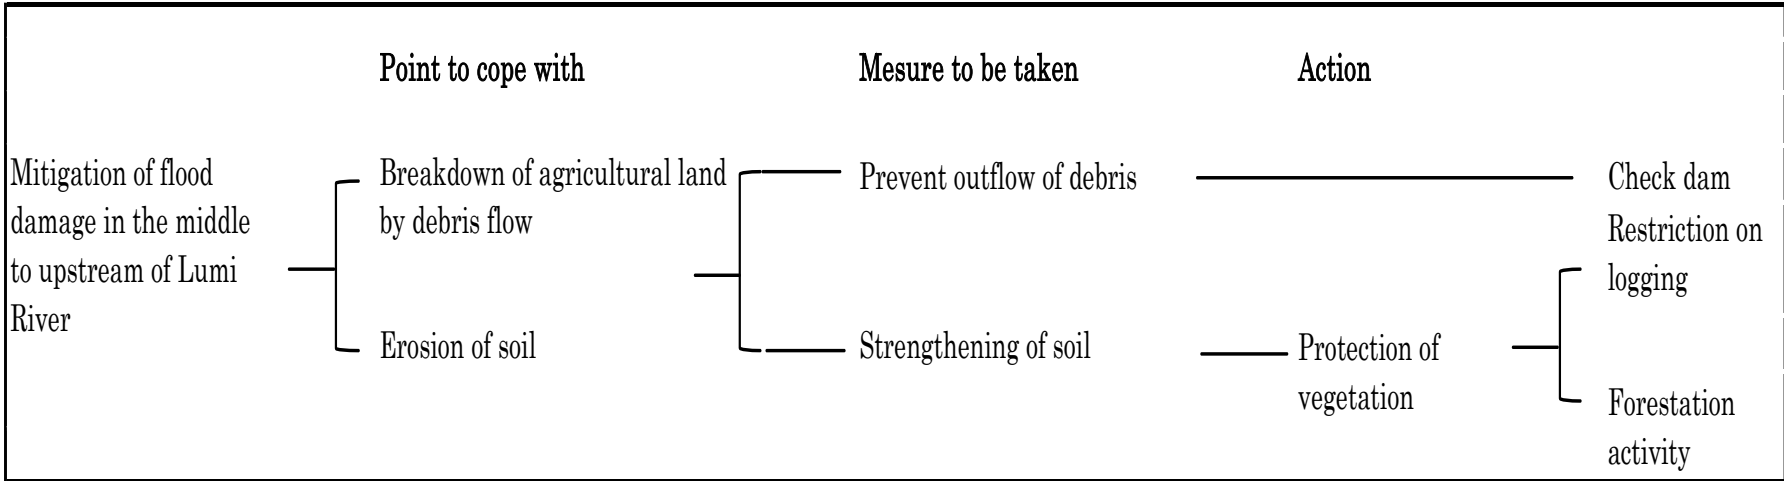 Point to cope with
Mesure to be taken
Action
Mitigation of flood
damage in the middle
to upstream of Lumi
River
Breakdown of agricultural land
by debris flow
Erosion of soil
Prevent outflow of debris
Strengthening of soil
Protection of
vegetation
Check dam
Restriction on
logging
Forestation
activity